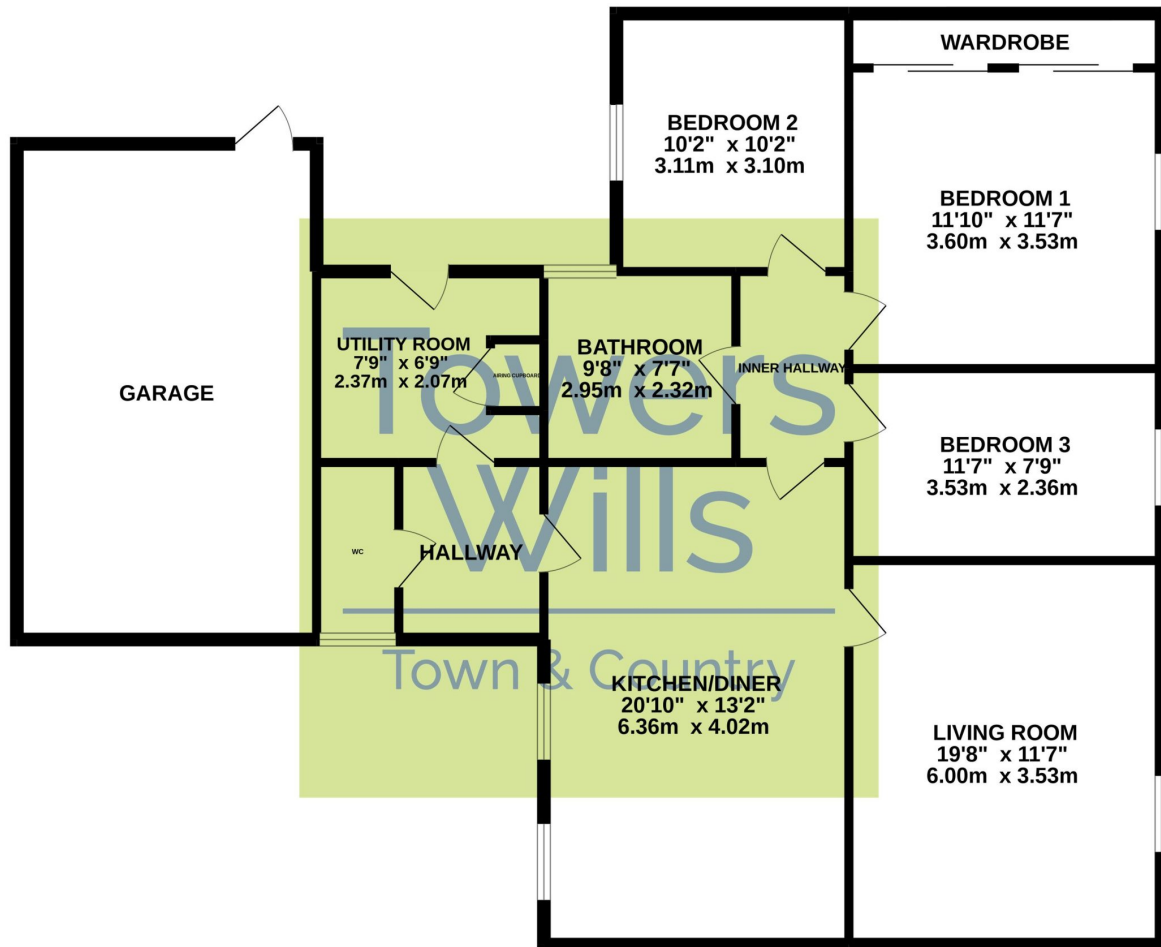 WARDROBE
BEDROOM 2
10'2" x 10'2"
3.11m x 3.10m
BEDROOM 1
11'10" x 11'7"
3.60m x 3.53m
GARAGE
UTILITY ROOM
7'9" x 6'9"
2.37m x 2.07m
AIRING CUPBOARD
BATHROOM
9'8" x 7'7"
2.95m x 2.32m
INNER HALLWAY
BEDROOM 3
11'7" x 7'9"
3.53m x 2.36m
WC
HALLWAY
KITCHEN/DINER
20'10" x 13'2"
6.36m x 4.02m
LIVING ROOM
19'8" x 11'7"
6.00m x 3.53m
Towers
Wills
Town & Country